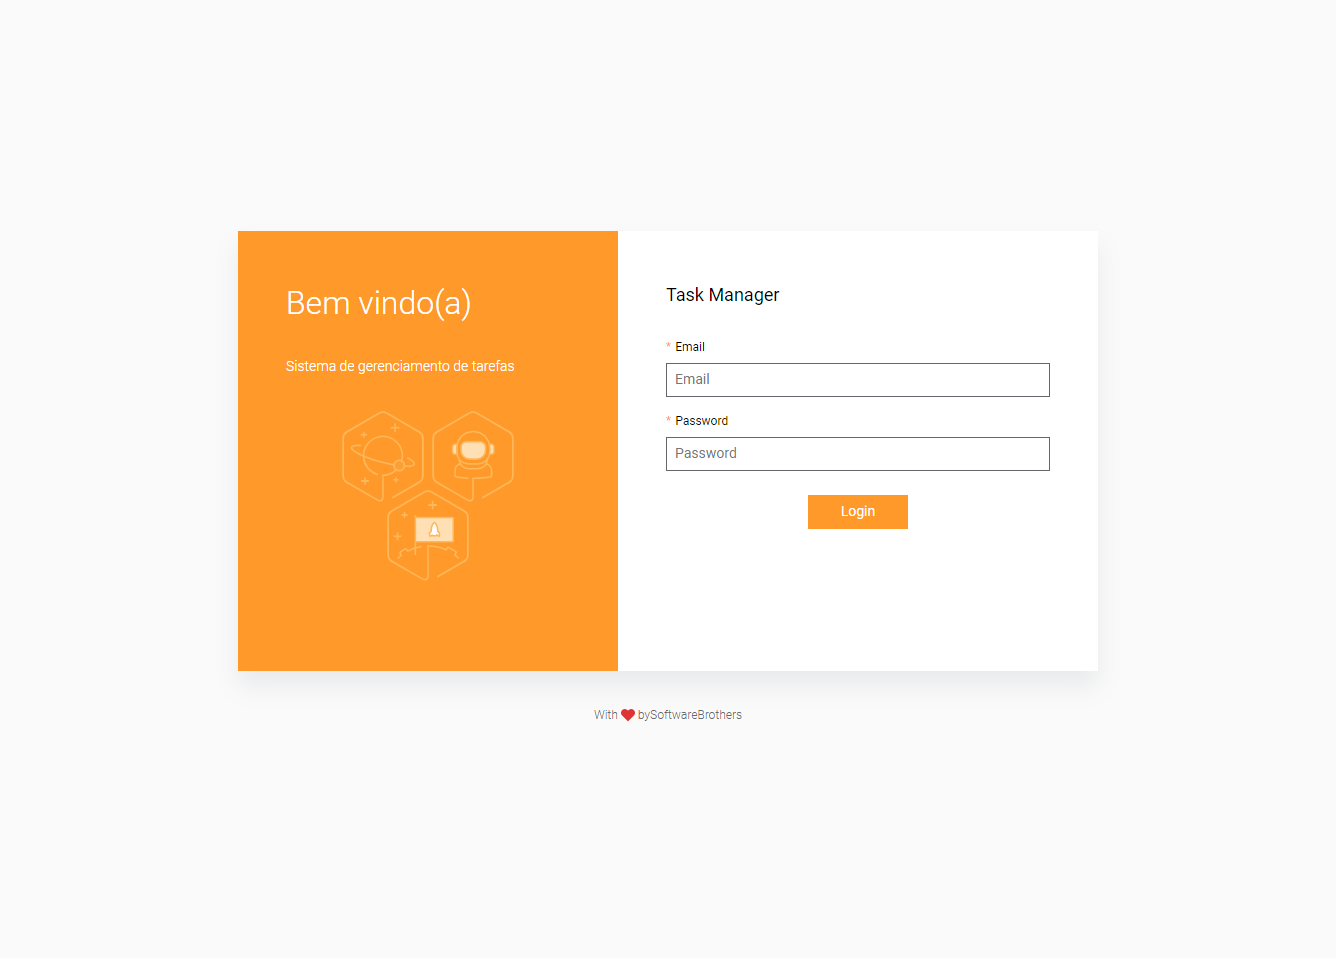 Bem vindo(a)
Sistema de gerenciamento de tarefas
Task Manager
* Email
Email
* Password
Password
Login
With ❤ bySoftwareBrothers